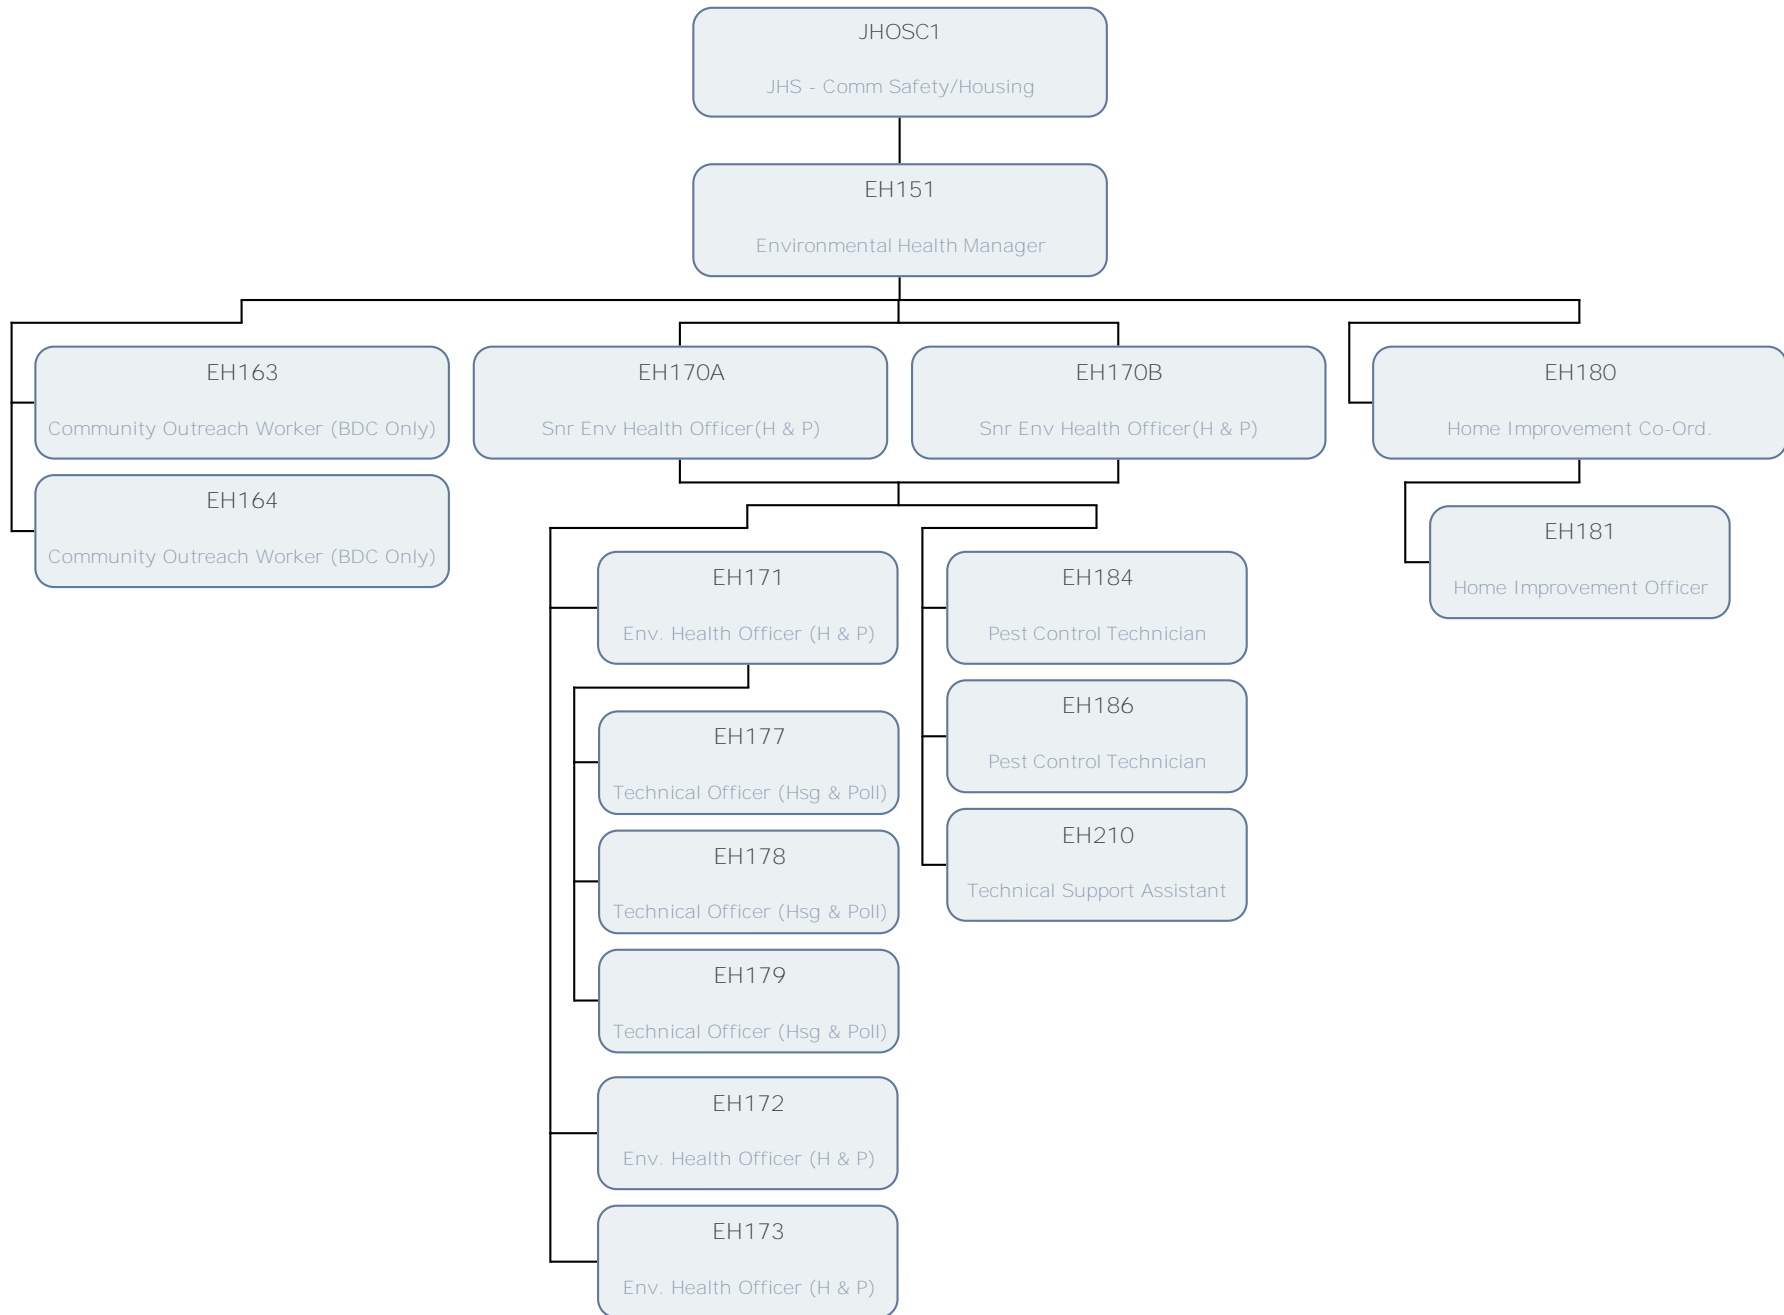 JHOSC1
JHS - Comm Safety/Housing
EH151
Environmental Health Manager
EH163
Community Outreach Worker (BDC Only)
EH164
Community Outreach Worker (BDC Only)
EH170A
Snr Env Health Officer(H & P)
EH170B
Snr Env Health Officer(H & P)
EH171
Env. Health Officer (H & P)
EH177
Technical Officer (Hsg & Poll)
EH178
Technical Officer (Hsg & Poll)
EH179
Technical Officer (Hsg & Poll)
EH172
Env. Health Officer (H & P)
EH173
Env. Health Officer (H & P)
EH184
Pest Control Technician
EH186
Pest Control Technician
EH210
Technical Support Assistant
EH180
Home Improvement Co-Ord.
EH181
Home Improvement Officer